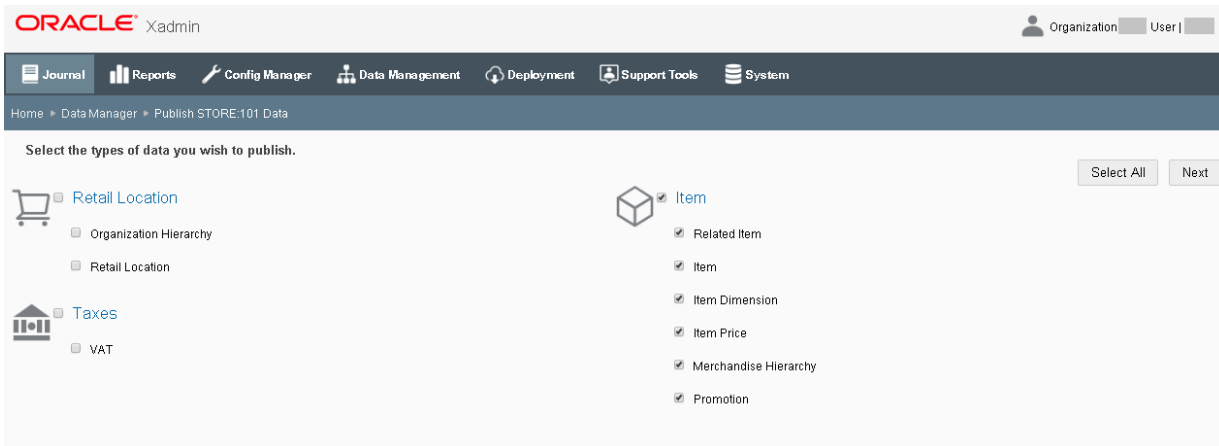 ORACLE® Xadmin
Organization User |
Journal Reports Config Manager Data Management Deployment Support Tools System
Home ▸ Data Manager ▸ Publish STORE:101 Data
Select the types of data you wish to publish.
Select All Next
Retail Location
Organization Hierarchy
Retail Location
Taxes
VAT
Item
Related Item
Item
Item Dimension
Item Price
Merchandise Hierarchy
Promotion